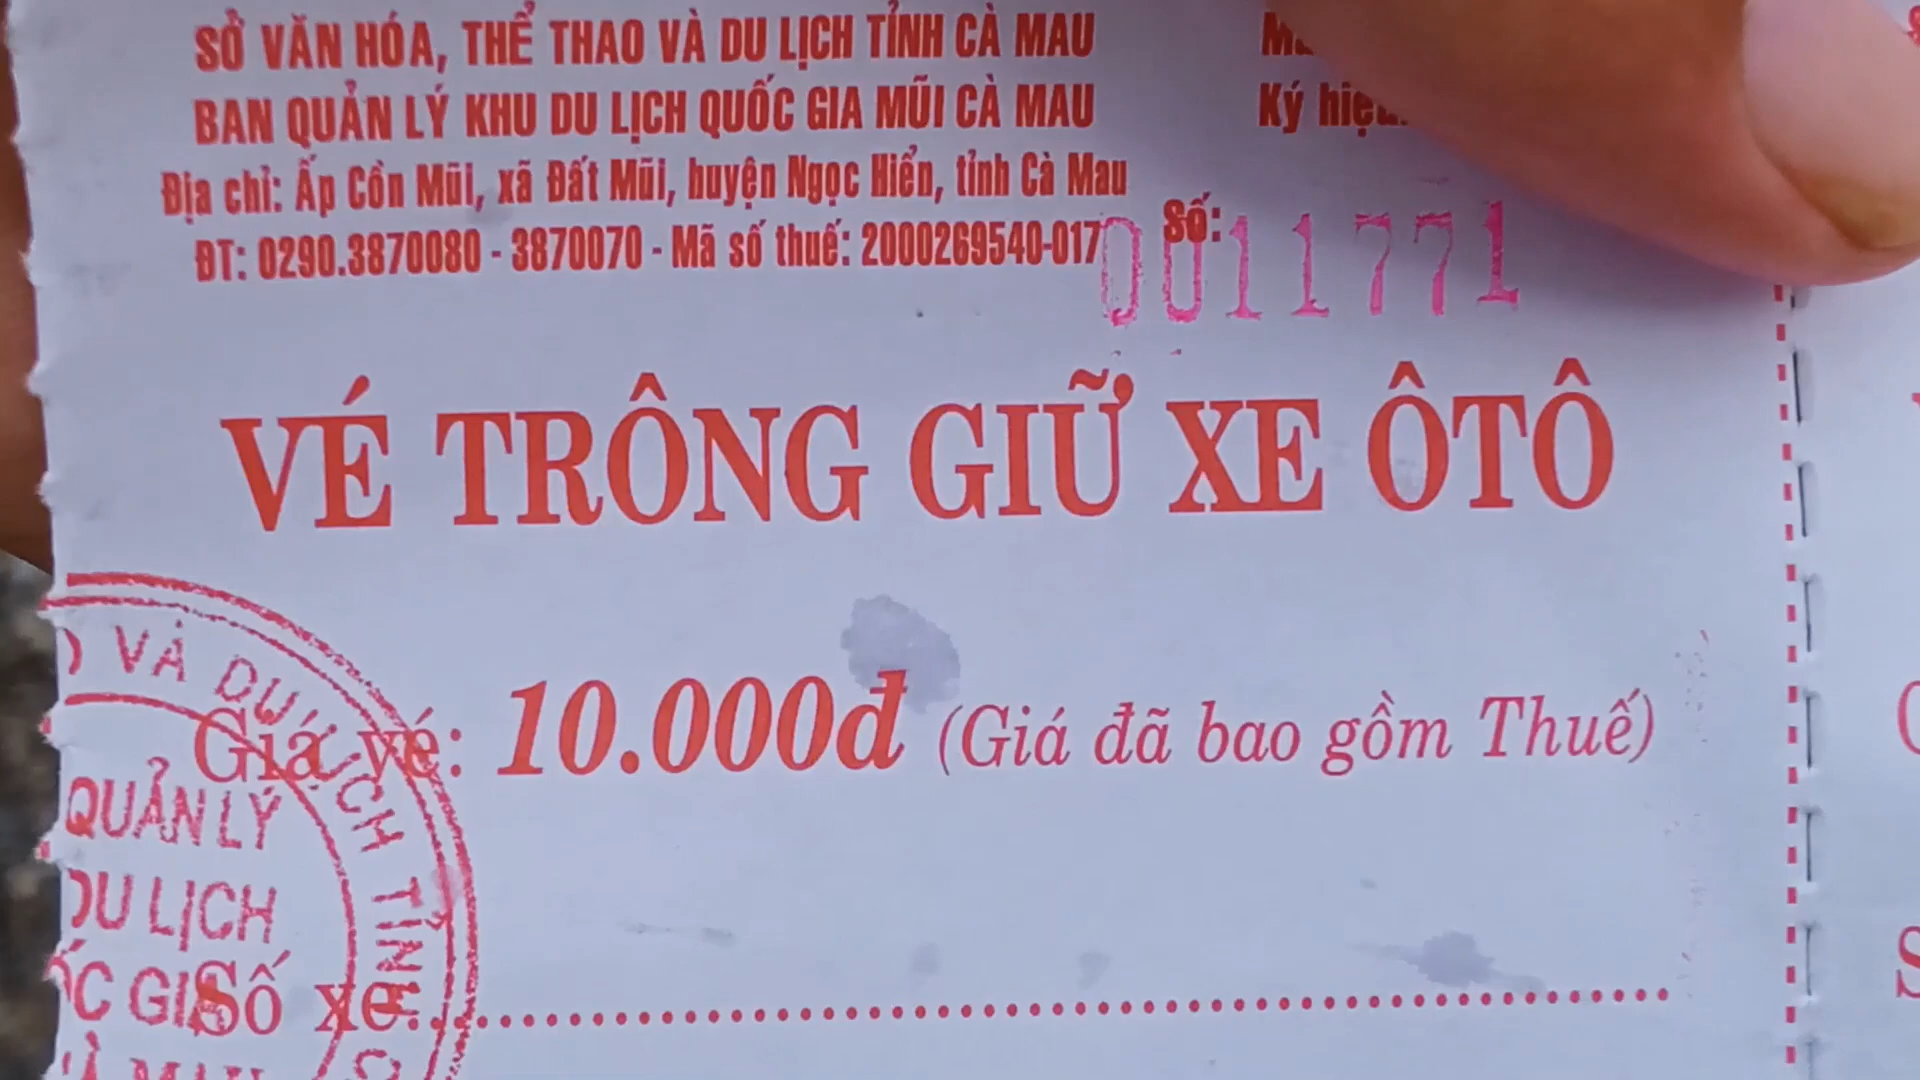 SỞ VĂN HÓA, THỂ THAO VÀ DU LỊCH TỈNH CÀ MAU
BAN QUẢN LÝ KHU DU LỊCH QUỐC GIA MŨI CÀ MAU
Ký hiệu:
Địa chỉ: Ấp Cồn Mũi, xã Đất Mũi, huyện Ngọc Hiển, tỉnh Cà Mau
ĐT: 0290.3870080 - 3870070 - Mã số thuế: 2000269540-017
Số: 0011771
VÉ TRÔNG GIỮ XE ÔTÔ
Giá vé: 10.000đ (Giá đã bao gồm Thuế)
Số xe:
VÀ DU LỊCH TỈNH
QUẢN LÝ
DU LỊCH
GIA